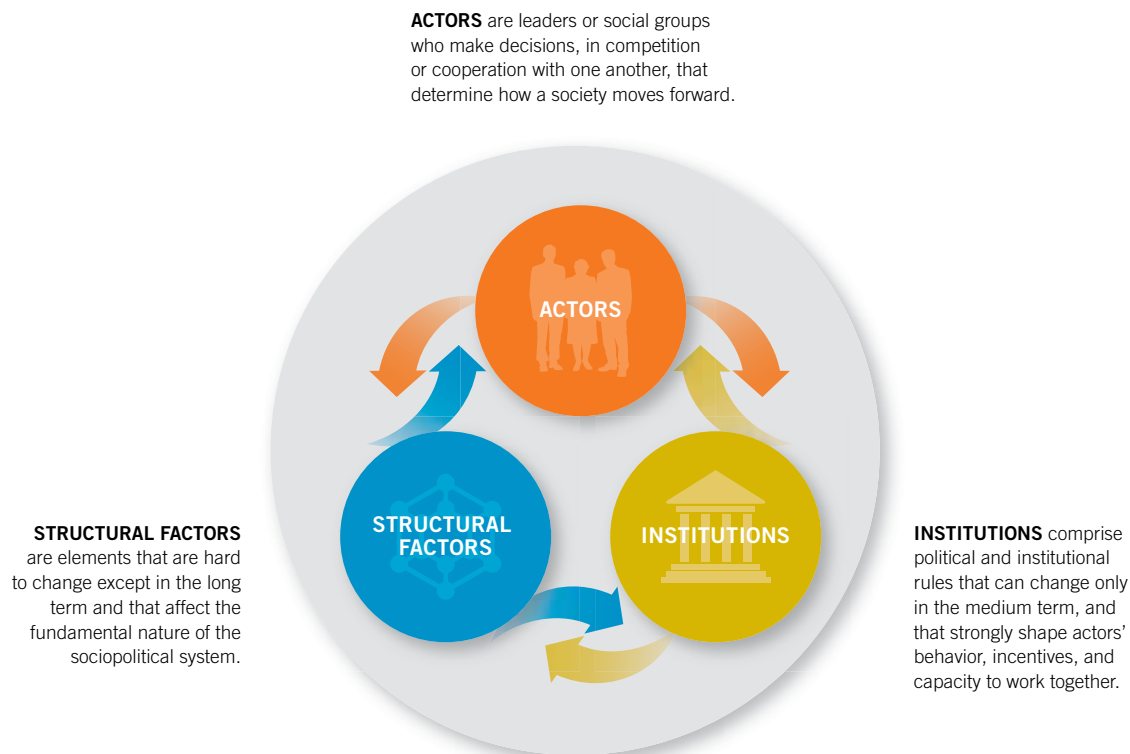 ACTORS are leaders or social groups
who make decisions, in competition
or cooperation with one another, that
determine how a society moves forward.
ACTORS
STRUCTURAL
FACTORS
INSTITUTIONS
STRUCTURAL FACTORS
are elements that are hard
to change except in the long
term and that affect the
fundamental nature of the
sociopolitical system.
INSTITUTIONS comprise
political and institutional
rules that can change only
in the medium term, and
that strongly shape actors’
behavior, incentives, and
capacity to work together.